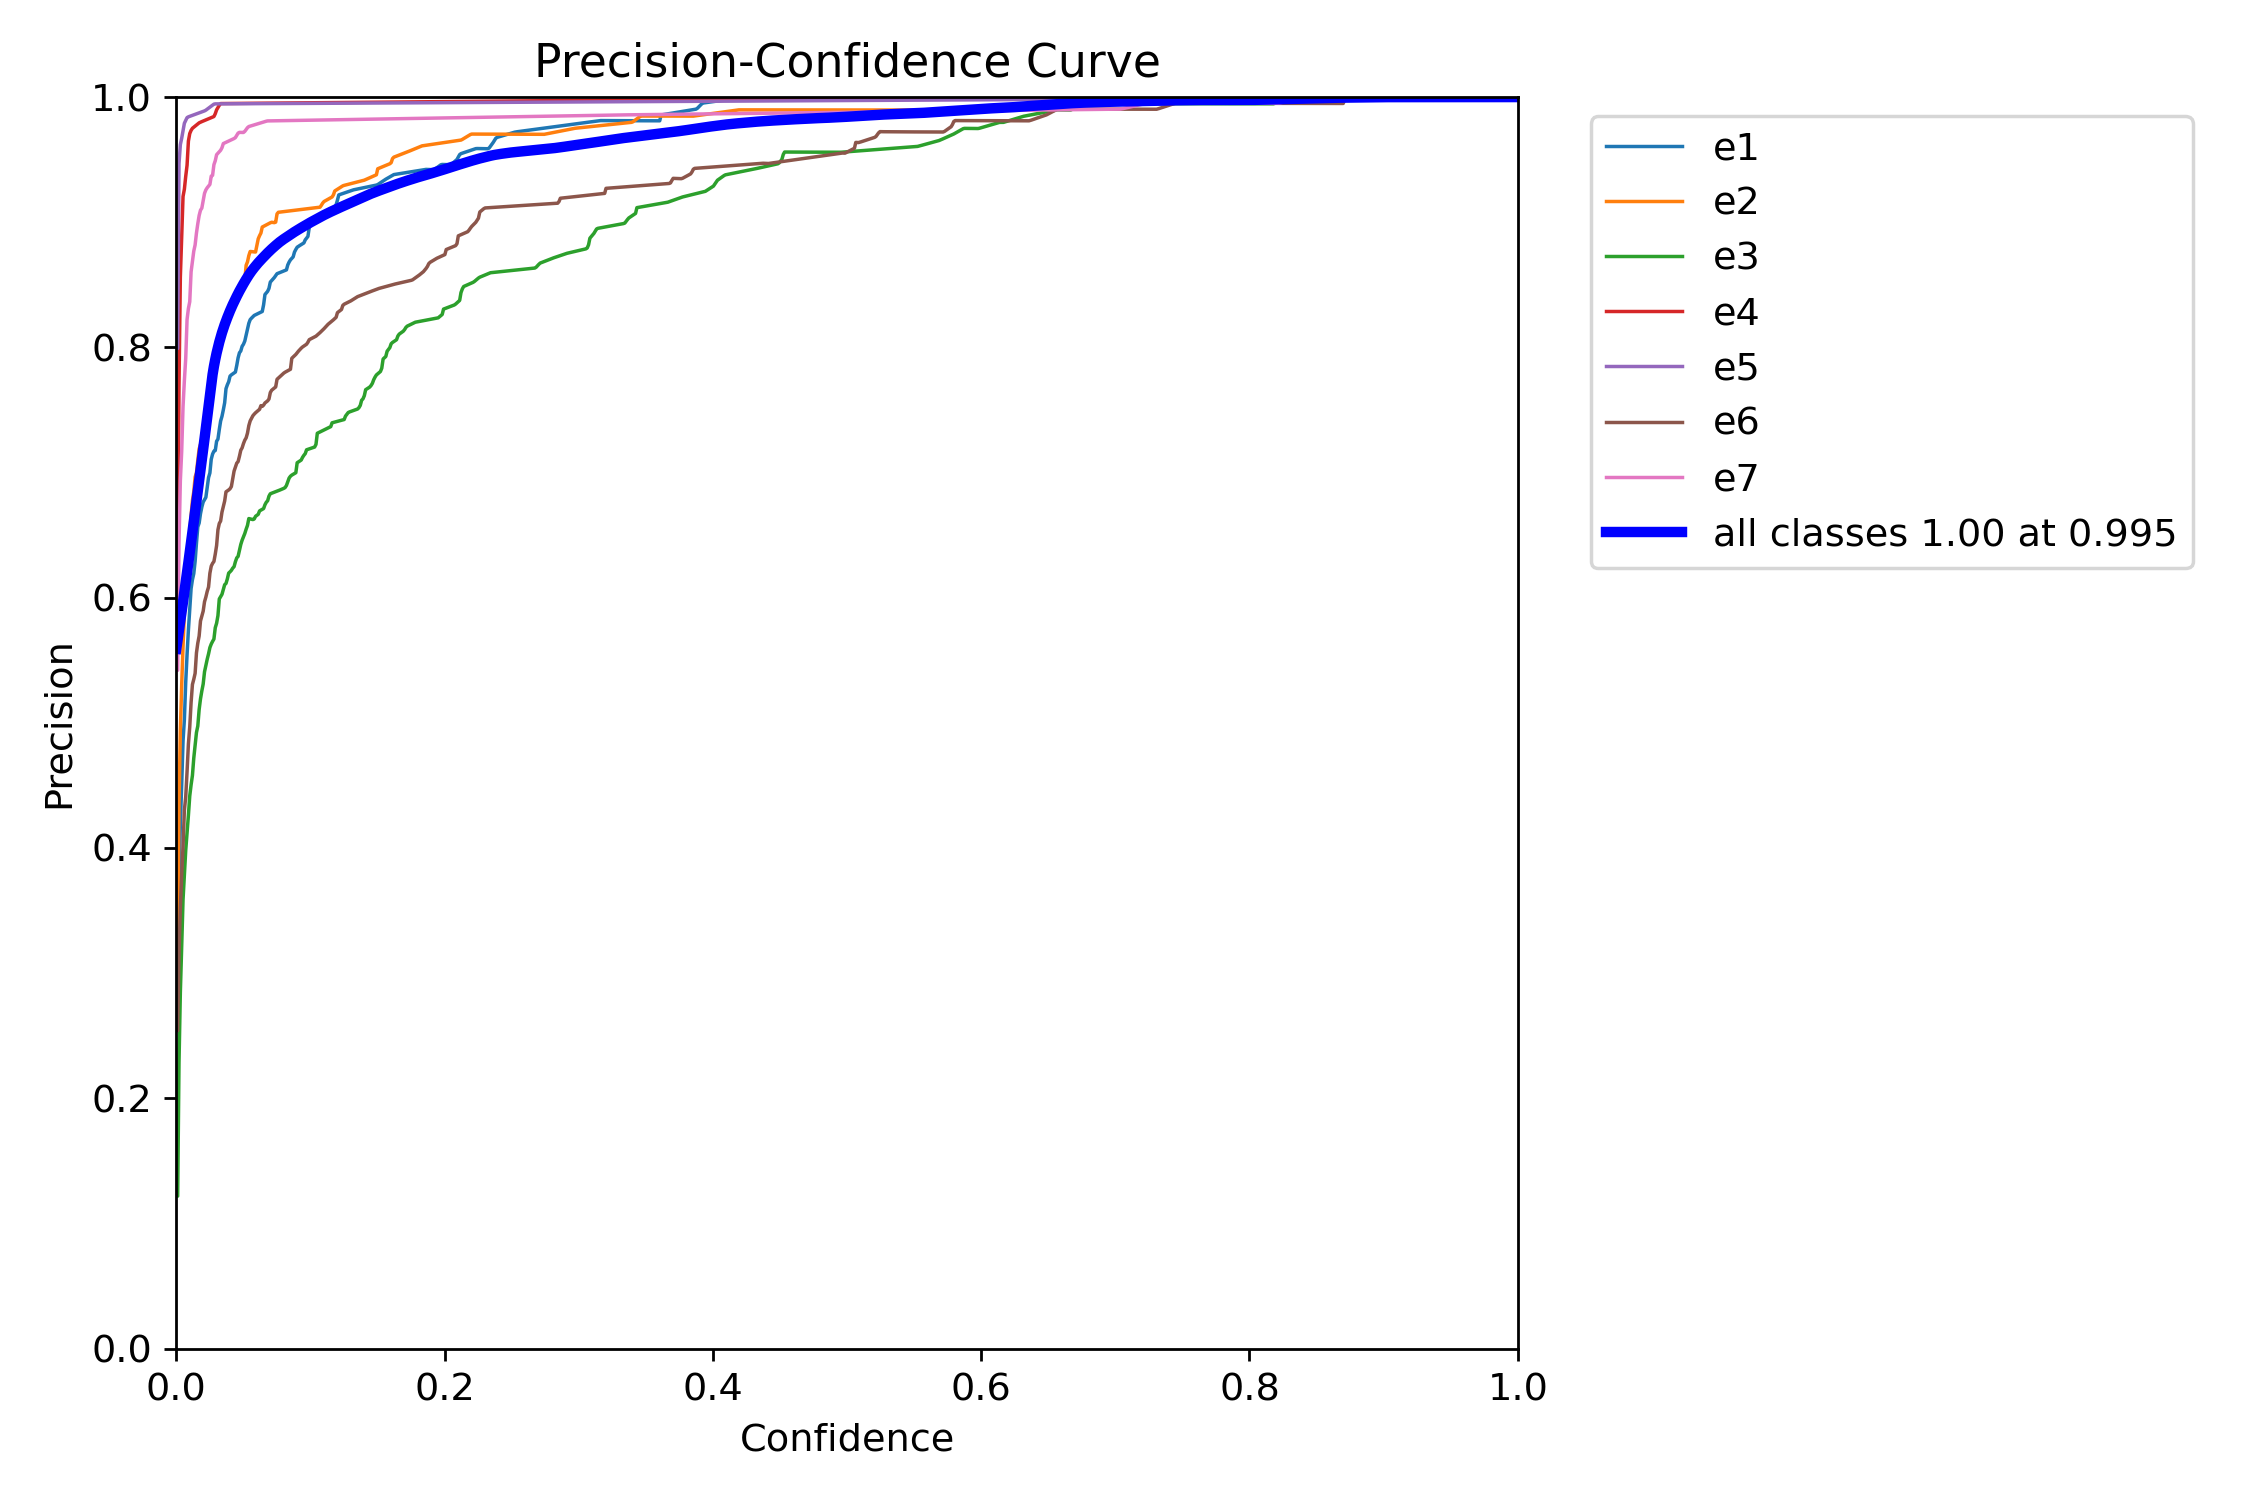 Precision-Confidence Curve
1.0
0.8
0.6
0.4
0.2
0.0
Precision
0.0 0.2 0.4 0.6 0.8 1.0
Confidence
e1
e2
e3
e4
e5
e6
e7
all classes 1.00 at 0.995